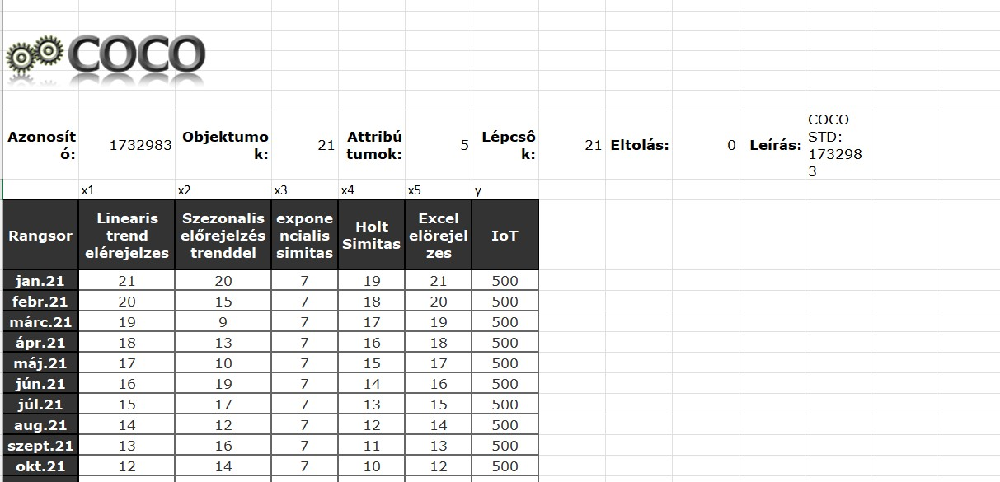 COCO
Azonosító: 1732983 Objektumok: 21 Attribútumok: 5 Lépcsôk: 21 Eltolás: 0 Leírás: COCO STD: 1732983
x1 x2 x3 x4 x5 y
Rangsor Linearis trend elérejelzes Szezonalis előrejelzés trenddel exponencialis simitas Holt Simitas Excel elörejelzes IoT
jan.21 21 20 7 19 21 500
febr.21 20 15 7 18 20 500
márc.21 19 9 7 17 19 500
ápr.21 18 13 7 16 18 500
máj.21 17 10 7 15 17 500
jún.21 16 19 7 14 16 500
júl.21 15 17 7 13 15 500
aug.21 14 12 7 12 14 500
szept.21 13 16 7 11 13 500
okt.21 12 14 7 10 12 500